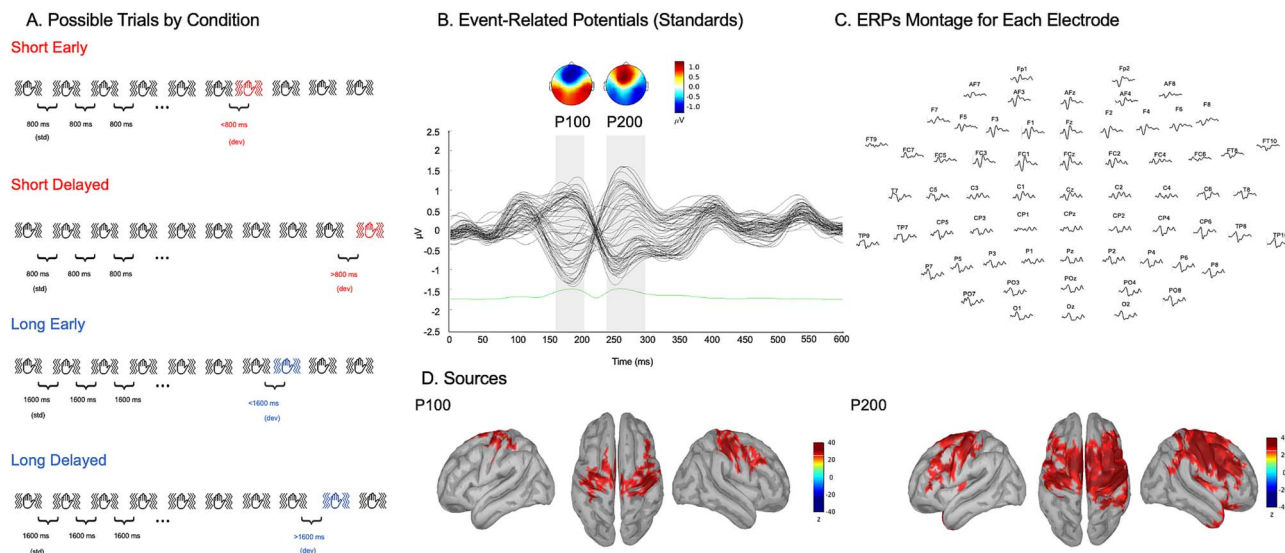 A. Possible Trials by Condition
Short Early
800 ms 800 ms 800 ms ... <800 ms
(std) (dev)
Short Delayed
800 ms 800 ms 800 ms ... >800 ms
(std) (dev)
Long Early
1600 ms 1600 ms 1600 ms ... <1600 ms
(std) (dev)
Long Delayed
1600 ms 1600 ms 1600 ms ... >1600 ms
(std) (dev)
B. Event-Related Potentials (Standards)
1.0
0.5
0.0
-0.5
-1.0
μV
P100 P200
2.5
2
1.5
1
0.5
0
-0.5
-1
-1.5
-2
-2.5
μV
0 50 100 150 200 250 300 350 400 450 500 550 600
Time (ms)
C. ERPs Montage for Each Electrode
Fp1 Fp2
AF7 AF3 AFz AF4 AF8
F7 F5 F3 F1 Fz F2 F4 F6 F8
FT9 FC7 FC5 FC3 FC1 FCz FC2 FC4 FC6 FT8 FT10
T7 C5 C3 C1 Cz C2 C4 C6 T8
TP9 TP7 CP5 CP3 CP1 CPz CP2 CP4 CP6 TP8 TP10
P7 P5 P3 P1 Pz P2 P4 P6 P8
PO7 PO3 POz PO4
O1 Oz O2
D. Sources
P100
40
20
0
-20
-40
z
P200
z